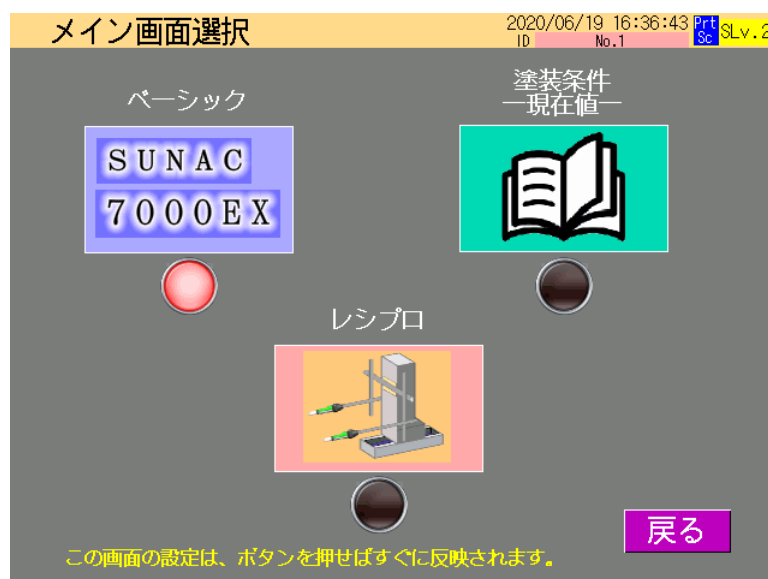 メイン画面選択
2020/06/19 16:36:43
Prt
Sc
SLv.2
ID
No.1
ベーシック
塗装条件
―現在値―
SUNAC
7000EX
レシプロ
戻る
この画面の設定は、ボタンを押せばすぐに反映されます。